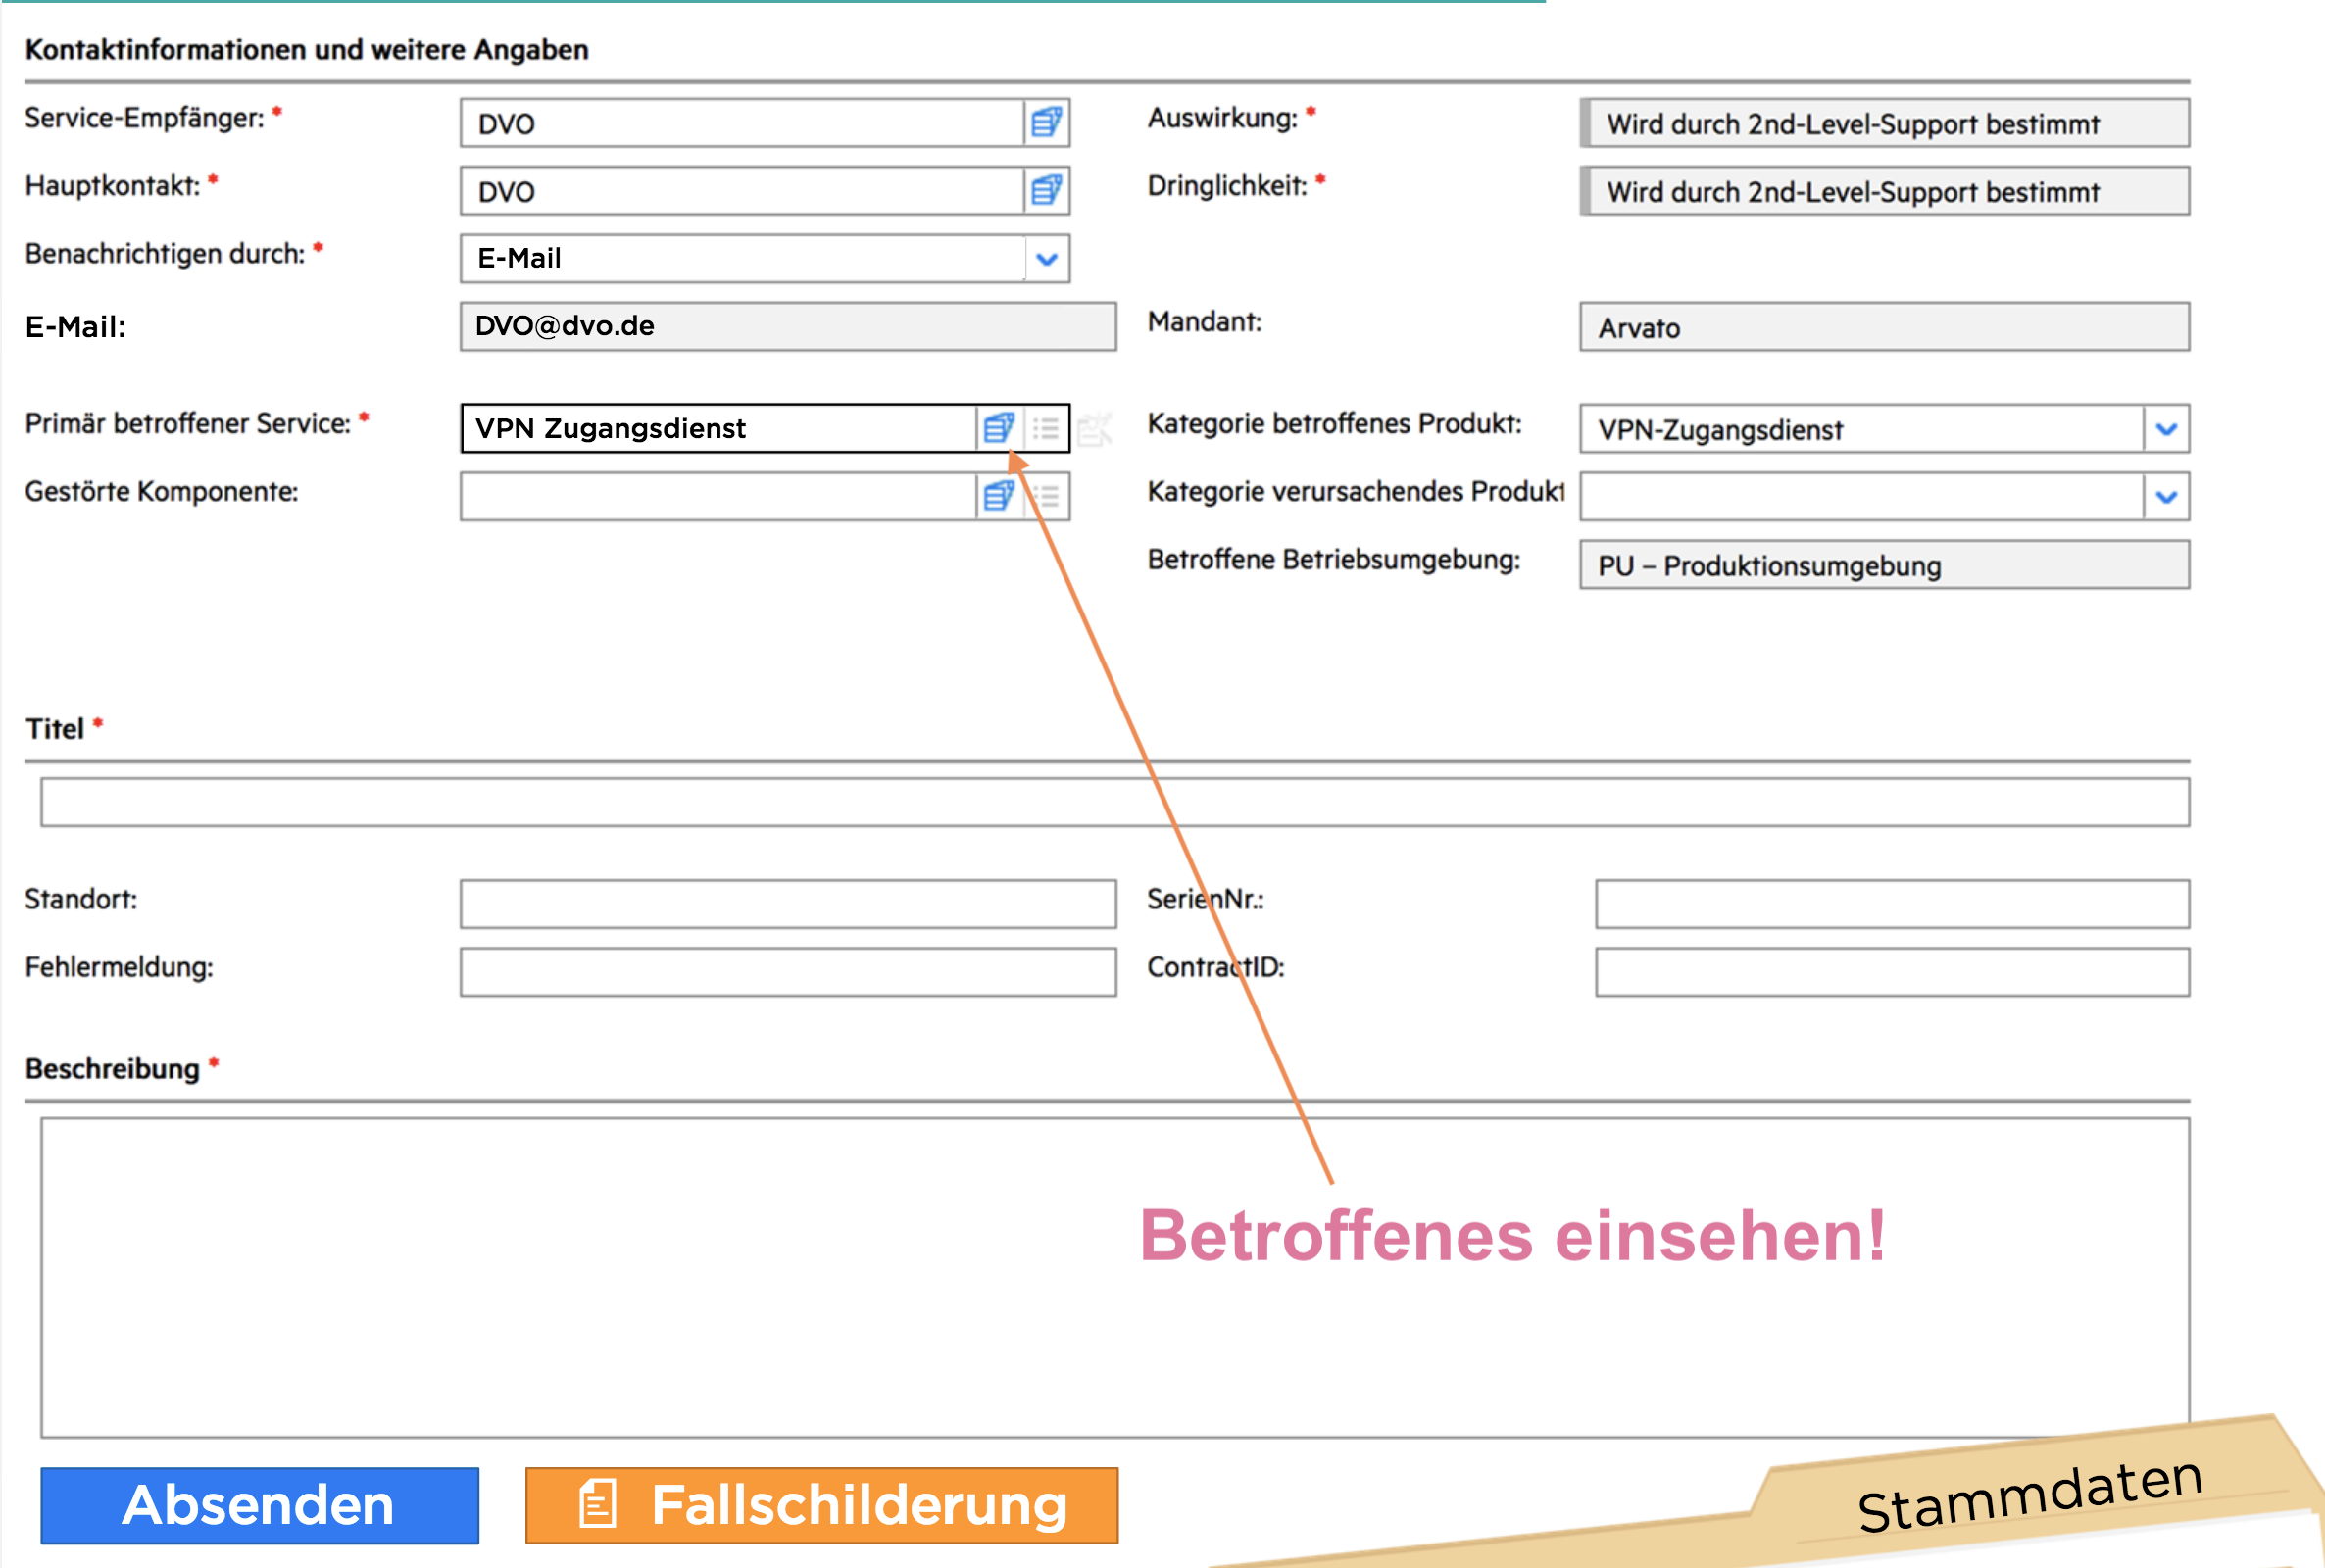 Kontaktinformationen und weitere Angaben
Service-Empfänger: * DVO Auswirkung: * Wird durch 2nd-Level-Support bestimmt
Hauptkontakt: * DVO Dringlichkeit: * Wird durch 2nd-Level-Support bestimmt
Benachrichtigen durch: * E-Mail
E-Mail: DVO@dvo.de Mandant: Arvato
Primär betroffener Service: * VPN Zugangsdienst Kategorie betroffenes Produkt: VPN-Zugangsdienst
Gestörte Komponente: Kategorie verursachendes Produkt
Betroffene Betriebsumgebung: PU – Produktionsumgebung
Titel *
Standort: SerienNr.:
Fehlermeldung: ContractID:
Beschreibung *
Betroffenes einsehen!
Absenden Fallschilderung
Stammdaten